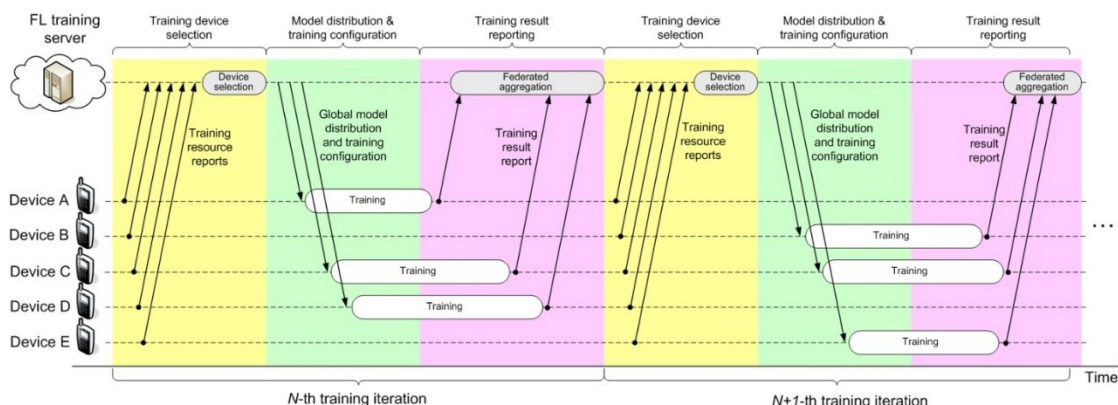 FL training
server
Training device
selection
Model distribution &
training configuration
Training result
reporting
Training device
selection
Model distribution &
training configuration
Training result
reporting
Device
selection
Federated
aggregation
Device
selection
Federated
aggregation
Training
resource
reports
Global model
distribution
and training
configuration
Training
result
report
Training
resource
reports
Global model
distribution
and training
configuration
Training
result
report
Device A
Training
Device B
Training
...
Device C
Training
Training
Device D
Training
Device E
Training
Time
N-th training iteration
N+1-th training iteration